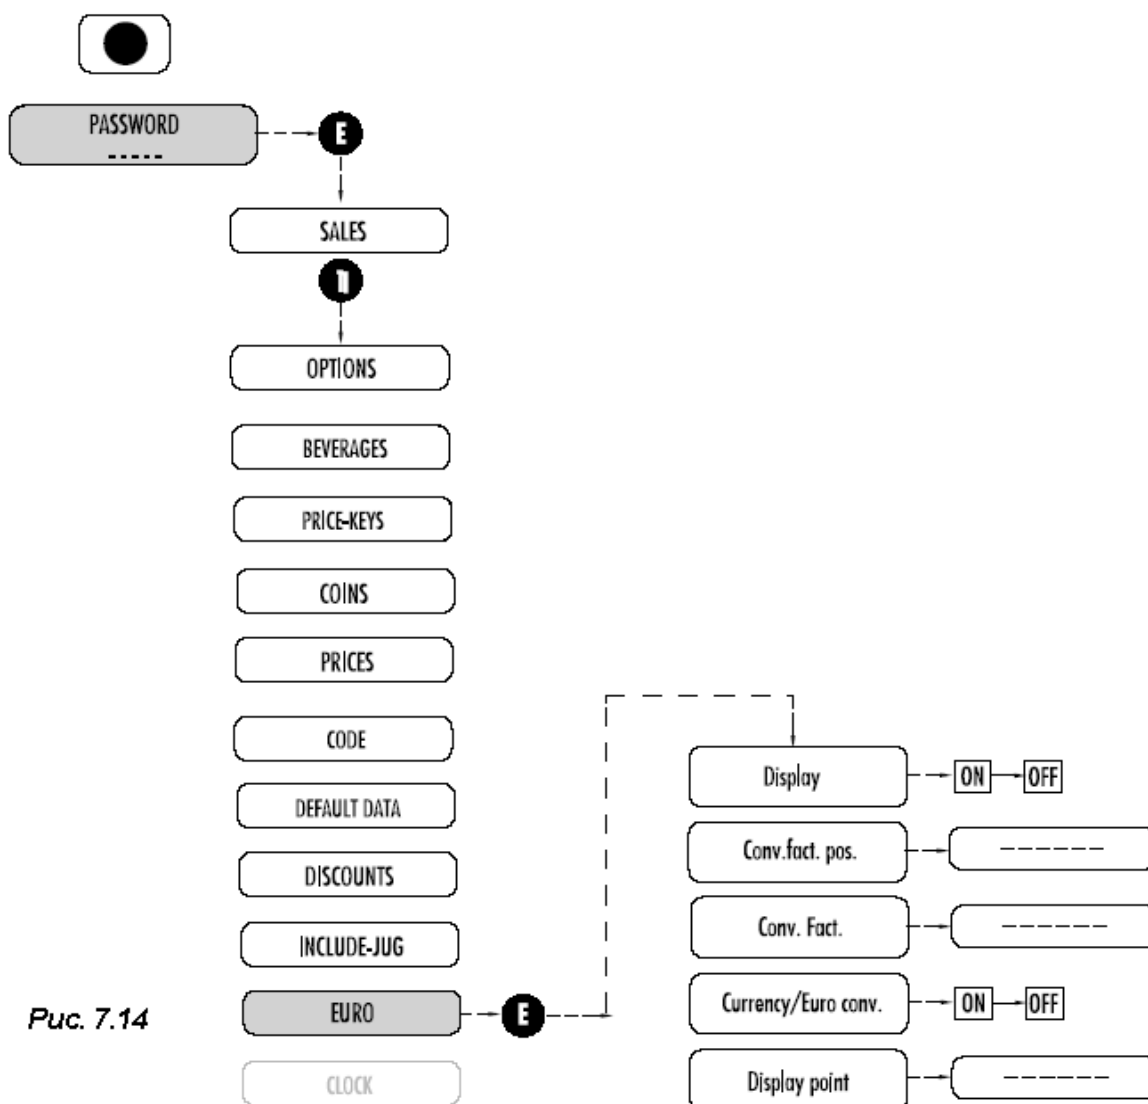 PASSWORD
-----
E
SALES
OPTIONS
BEVERAGES
PRICE-KEYS
COINS
PRICES
CODE
DEFAULT DATA
DISCOUNTS
INCLUDE-JUG
EURO
E
CLOCK
Display
ON
OFF
Conv.fact. pos.
------
Conv. Fact.
------
Currency/Euro conv.
ON
OFF
Display point
------
Рис. 7.14